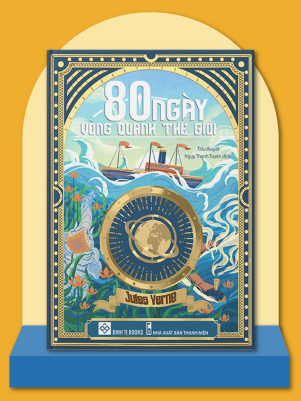 80 NGÀY
VÒNG QUANH THẾ GIỚI
Tiểu thuyết
Ngụy Thanh Tuyên dịch
Jules Verne
ĐINH TỊ BOOKS
NHÀ XUẤT BẢN THANH NIÊN